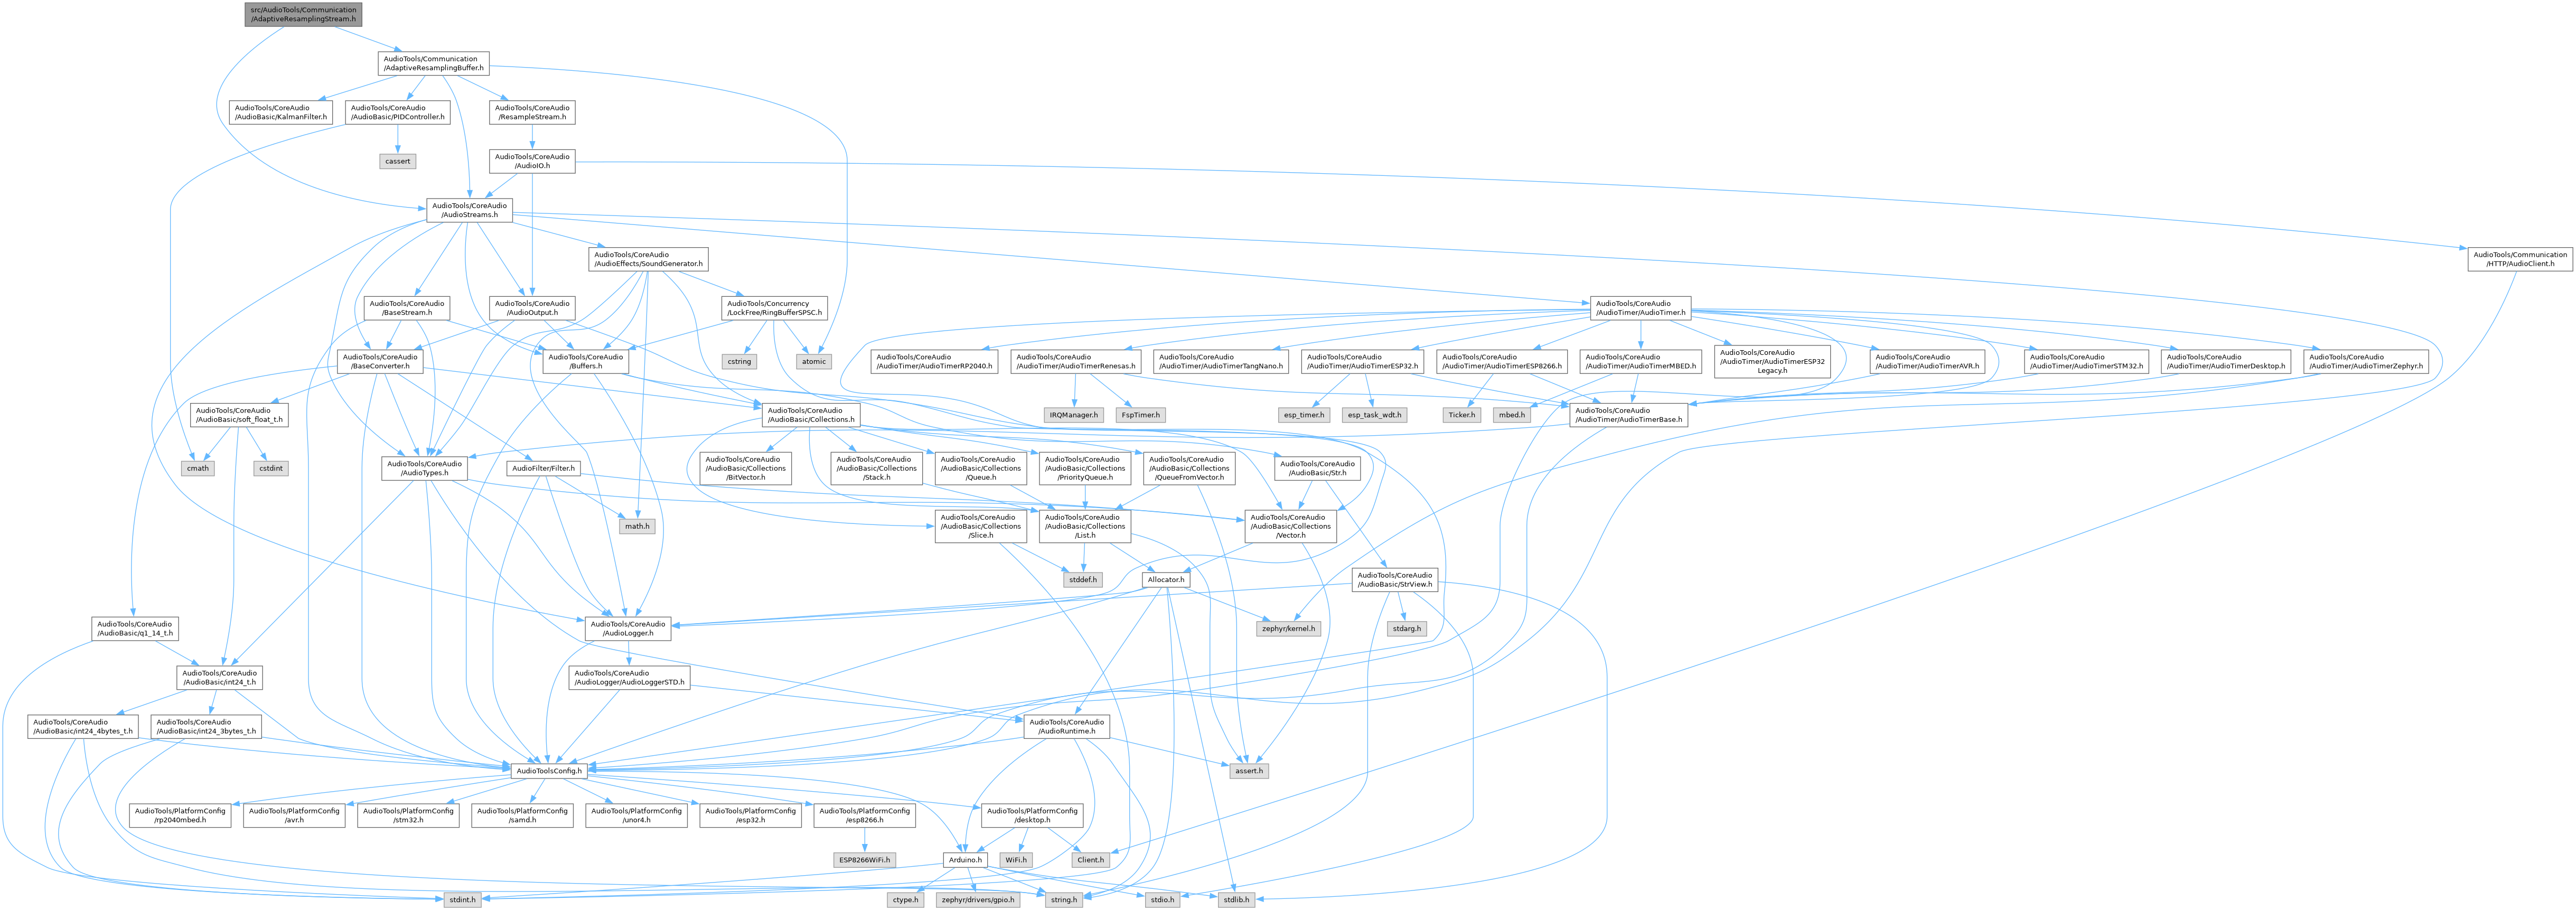 src/AudioTools/Communication
/AdaptiveResamplingStream.h
AudioTools/Communication
/AdaptiveResamplingBuffer.h
AudioTools/CoreAudio
/AudioBasic/KalmanFilter.h
AudioTools/CoreAudio
/AudioBasic/PIDController.h
AudioTools/CoreAudio
/ResampleStream.h
cassert
AudioTools/CoreAudio
/AudioIO.h
AudioTools/CoreAudio
/AudioStreams.h
AudioTools/CoreAudio
/AudioEffects/SoundGenerator.h
AudioTools/Communication
/HTTP/AudioClient.h
AudioTools/CoreAudio
/BaseStream.h
AudioTools/CoreAudio
/AudioOutput.h
AudioTools/Concurrency
/LockFree/RingBufferSPSC.h
AudioTools/CoreAudio
/AudioTimer/AudioTimer.h
AudioTools/CoreAudio
/BaseConverter.h
AudioTools/CoreAudio
/Buffers.h
cstring
atomic
AudioTools/CoreAudio
/AudioTimer/AudioTimerRP2040.h
AudioTools/CoreAudio
/AudioTimer/AudioTimerRenesas.h
AudioTools/CoreAudio
/AudioTimer/AudioTimerTangNano.h
AudioTools/CoreAudio
/AudioTimer/AudioTimerESP32.h
AudioTools/CoreAudio
/AudioTimer/AudioTimerESP8266.h
AudioTools/CoreAudio
/AudioTimer/AudioTimerMBED.h
AudioTools/CoreAudio
/AudioTimer/AudioTimerESP32
Legacy.h
AudioTools/CoreAudio
/AudioTimer/AudioTimerAVR.h
AudioTools/CoreAudio
/AudioTimer/AudioTimerSTM32.h
AudioTools/CoreAudio
/AudioTimer/AudioTimerDesktop.h
AudioTools/CoreAudio
/AudioTimer/AudioTimerZephyr.h
AudioTools/CoreAudio
/AudioBasic/soft_float_t.h
AudioTools/CoreAudio
/AudioBasic/Collections.h
IRQManager.h
FspTimer.h
esp_timer.h
esp_task_wdt.h
Ticker.h
mbed.h
AudioTools/CoreAudio
/AudioTimer/AudioTimerBase.h
cmath
cstdint
AudioTools/CoreAudio
/AudioTypes.h
AudioFilter/Filter.h
AudioTools/CoreAudio
/AudioBasic/Collections
/BitVector.h
AudioTools/CoreAudio
/AudioBasic/Collections
/Stack.h
AudioTools/CoreAudio
/AudioBasic/Collections
/Queue.h
AudioTools/CoreAudio
/AudioBasic/Collections
/PriorityQueue.h
AudioTools/CoreAudio
/AudioBasic/Collections
/QueueFromVector.h
AudioTools/CoreAudio
/AudioBasic/Str.h
math.h
AudioTools/CoreAudio
/AudioBasic/Collections
/Slice.h
AudioTools/CoreAudio
/AudioBasic/Collections
/List.h
AudioTools/CoreAudio
/AudioBasic/Collections
/Vector.h
stddef.h
Allocator.h
AudioTools/CoreAudio
/AudioBasic/StrView.h
AudioTools/CoreAudio
/AudioBasic/q1_14_t.h
AudioTools/CoreAudio
/AudioLogger.h
zephyr/kernel.h
stdarg.h
AudioTools/CoreAudio
/AudioBasic/int24_t.h
AudioTools/CoreAudio
/AudioLogger/AudioLoggerSTD.h
AudioTools/CoreAudio
/AudioBasic/int24_4bytes_t.h
AudioTools/CoreAudio
/AudioBasic/int24_3bytes_t.h
AudioTools/CoreAudio
/AudioRuntime.h
AudioToolsConfig.h
assert.h
AudioTools/PlatformConfig
/rp2040mbed.h
AudioTools/PlatformConfig
/avr.h
AudioTools/PlatformConfig
/stm32.h
AudioTools/PlatformConfig
/samd.h
AudioTools/PlatformConfig
/unor4.h
AudioTools/PlatformConfig
/esp32.h
AudioTools/PlatformConfig
/esp8266.h
AudioTools/PlatformConfig
/desktop.h
ESP8266WiFi.h
Arduino.h
WiFi.h
Client.h
stdint.h
ctype.h
zephyr/drivers/gpio.h
string.h
stdio.h
stdlib.h